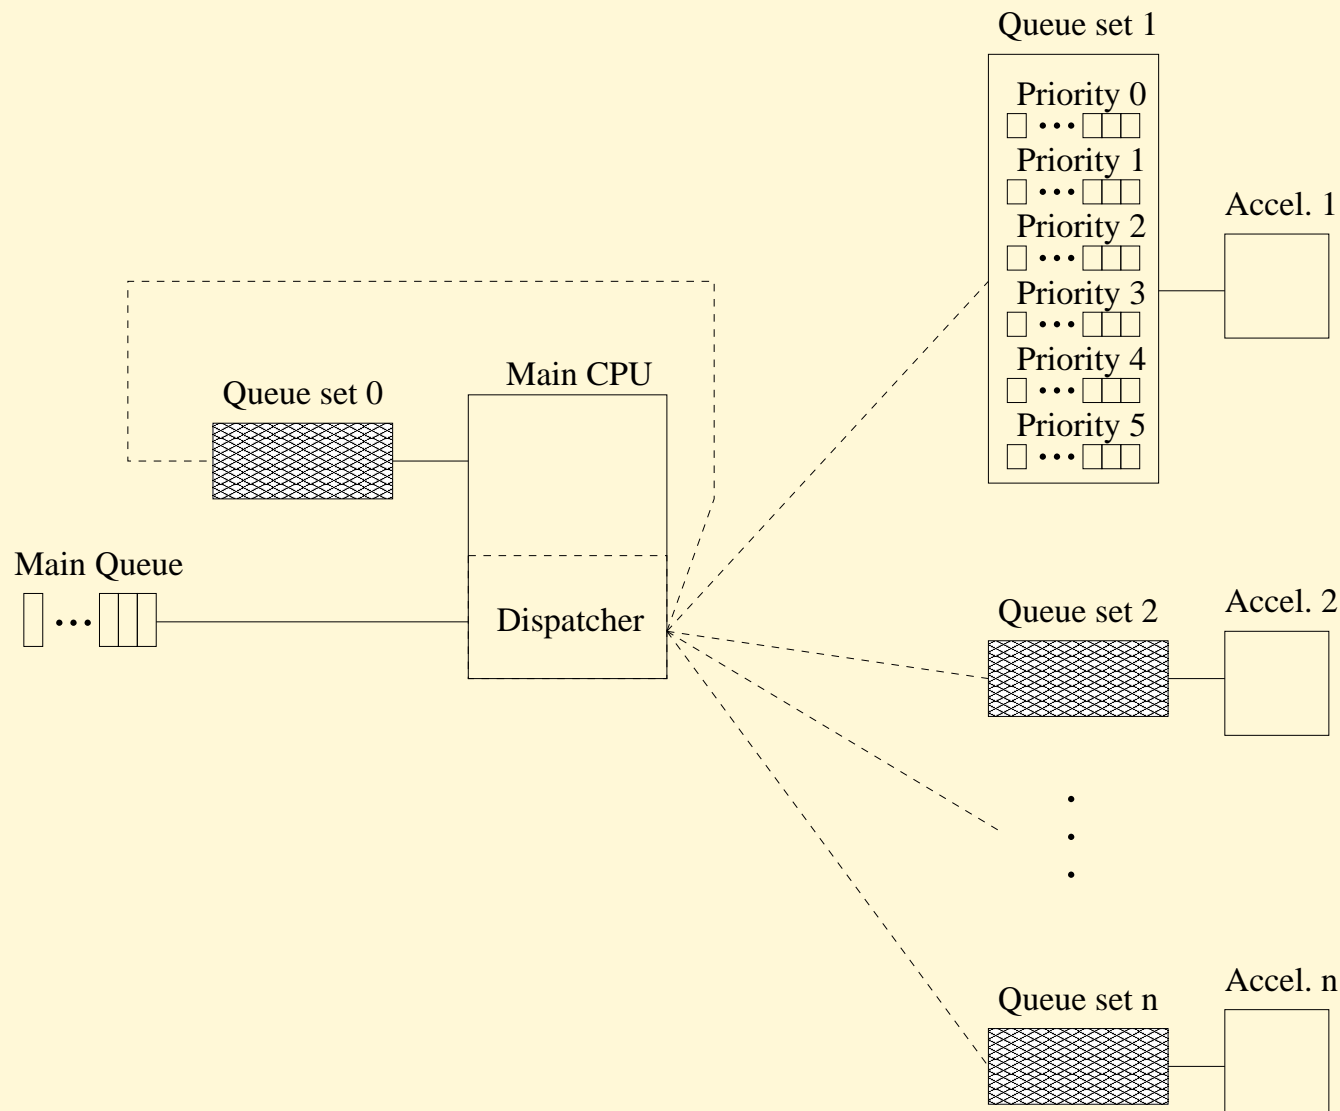 Queue set 1
Priority 0
Priority 1
Priority 2
Priority 3
Priority 4
Priority 5
Accel. 1
Main CPU
Queue set 0
Main Queue
Dispatcher
Queue set 2
Accel. 2
Queue set n
Accel. n